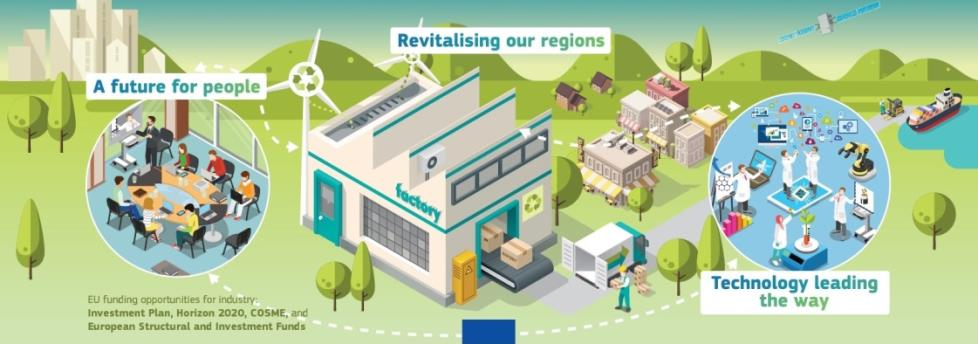 Revitalising our regions
A future for people
factory
Technology leading
the way
EU funding opportunities for industry:
Investment Plan, Horizon 2020, COSME, and
European Structural and Investment Funds